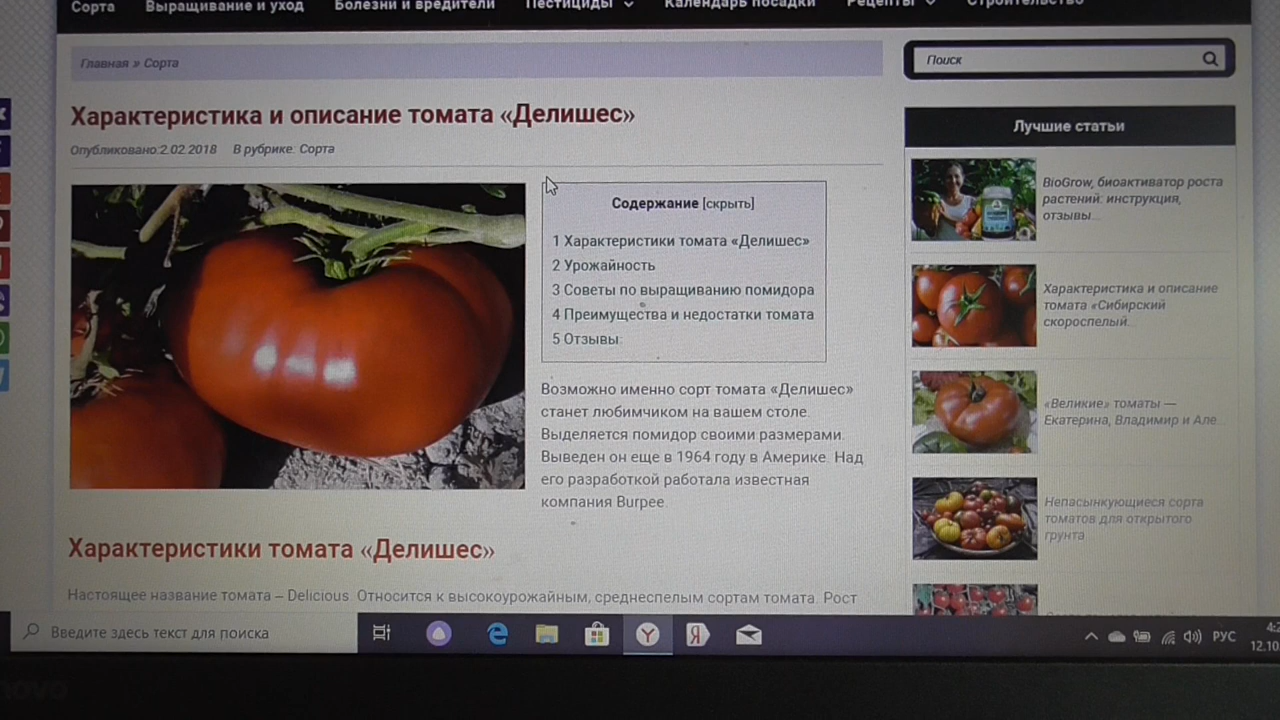 Сорта Выращивание и уход Болезни и вредители Пестициды Календарь посадки Рецепты Строительство
Главная » Сорта
Поиск
Характеристика и описание томата «Делишес»
Опубликовано 2.02.2018 В рубрике: Сорта
Содержание [скрыть]
1 Характеристики томата «Делишес»
2 Урожайность
3 Советы по выращиванию помидора
4 Преимущества и недостатки томата
5 Отзывы
Возможно именно сорт томата «Делишес»
станет любимчиком на вашем столе.
Выделяется помидор своими размерами.
Выведен он еще в 1964 году в Америке. Над
его разработкой работала известная
компания Burpee.
Характеристики томата «Делишес»
Настоящее название томата – Delicious. Относится к высокоурожайным, среднеспелым сортам томата. Рост
Лучшие статьи
BioGrow, биоактиватор роста
растений: инструкция,
отзывы...
Характеристика и описание
томата «Сибирский
скороспелый...
«Великие» томаты —
Екатерина, Владимир и Але...
Непасынкующиеся сорта
томатов для открытого
грунта
Введите здесь текст для поиска
РУС
4:2
12.10